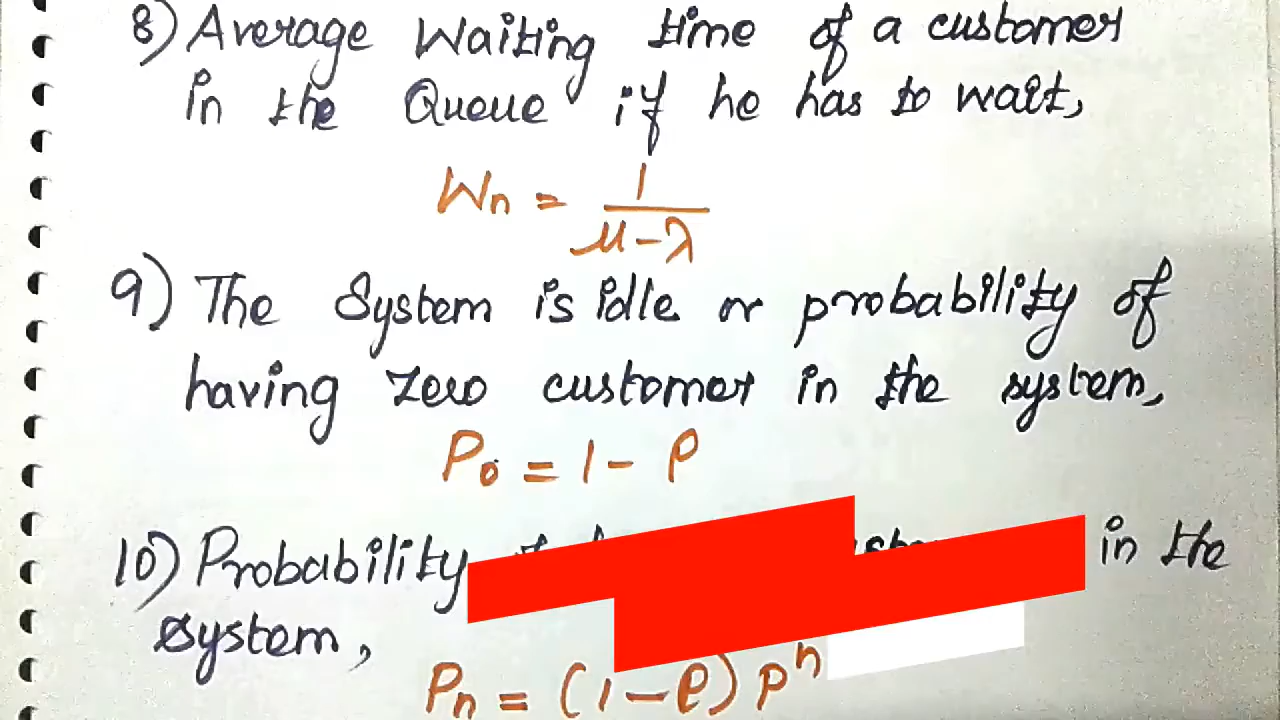 8) Average Waiting time of a customer
in the Queue if he has to wait,
Wn = 1 / μ-λ
9) The System is idle or probability of
having zero customer in the system,
P0 = 1 - ρ
10) Probability in the
system,
Pn = (1-ρ) ρ^n